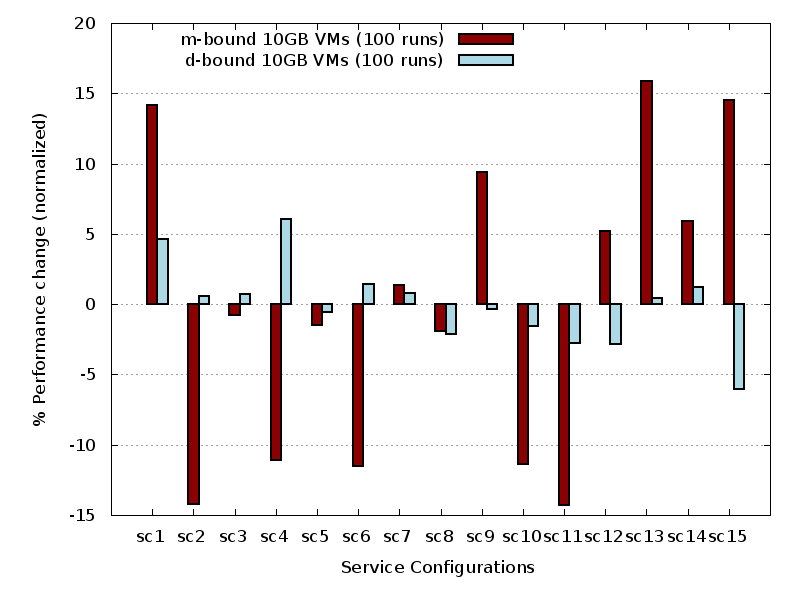 m-bound 10GB VMs (100 runs)
d-bound 10GB VMs (100 runs)
% Performance change (normalized)
20
15
10
5
0
-5
-10
-15
sc1 sc2 sc3 sc4 sc5 sc6 sc7 sc8 sc9 sc10 sc11 sc12 sc13 sc14 sc15
Service Configurations